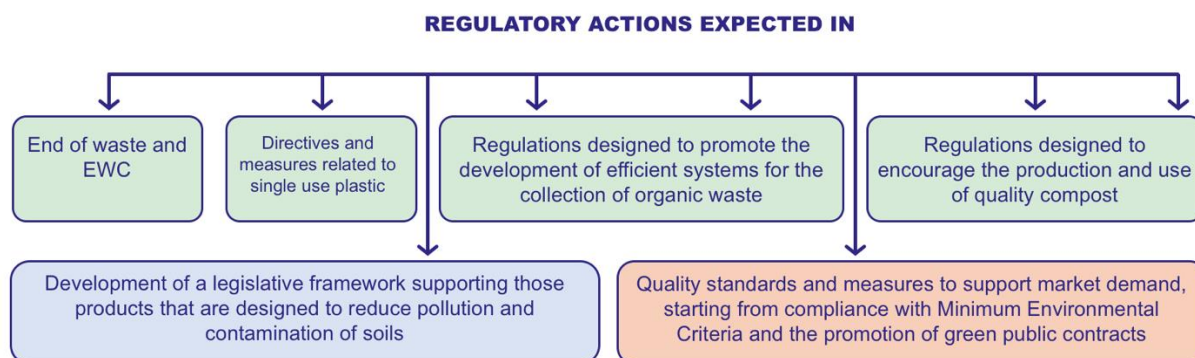 REGULATORY ACTIONS EXPECTED IN
End of waste and
EWC
Directives and
measures related to
single use plastic
Regulations designed to promote the
development of efficient systems for the
collection of organic waste
Regulations designed to
encourage the production and use
of quality compost
Development of a legislative framework supporting those
products that are designed to reduce pollution and
contamination of soils
Quality standards and measures to support market demand,
starting from compliance with Minimum Environmental
Criteria and the promotion of green public contracts